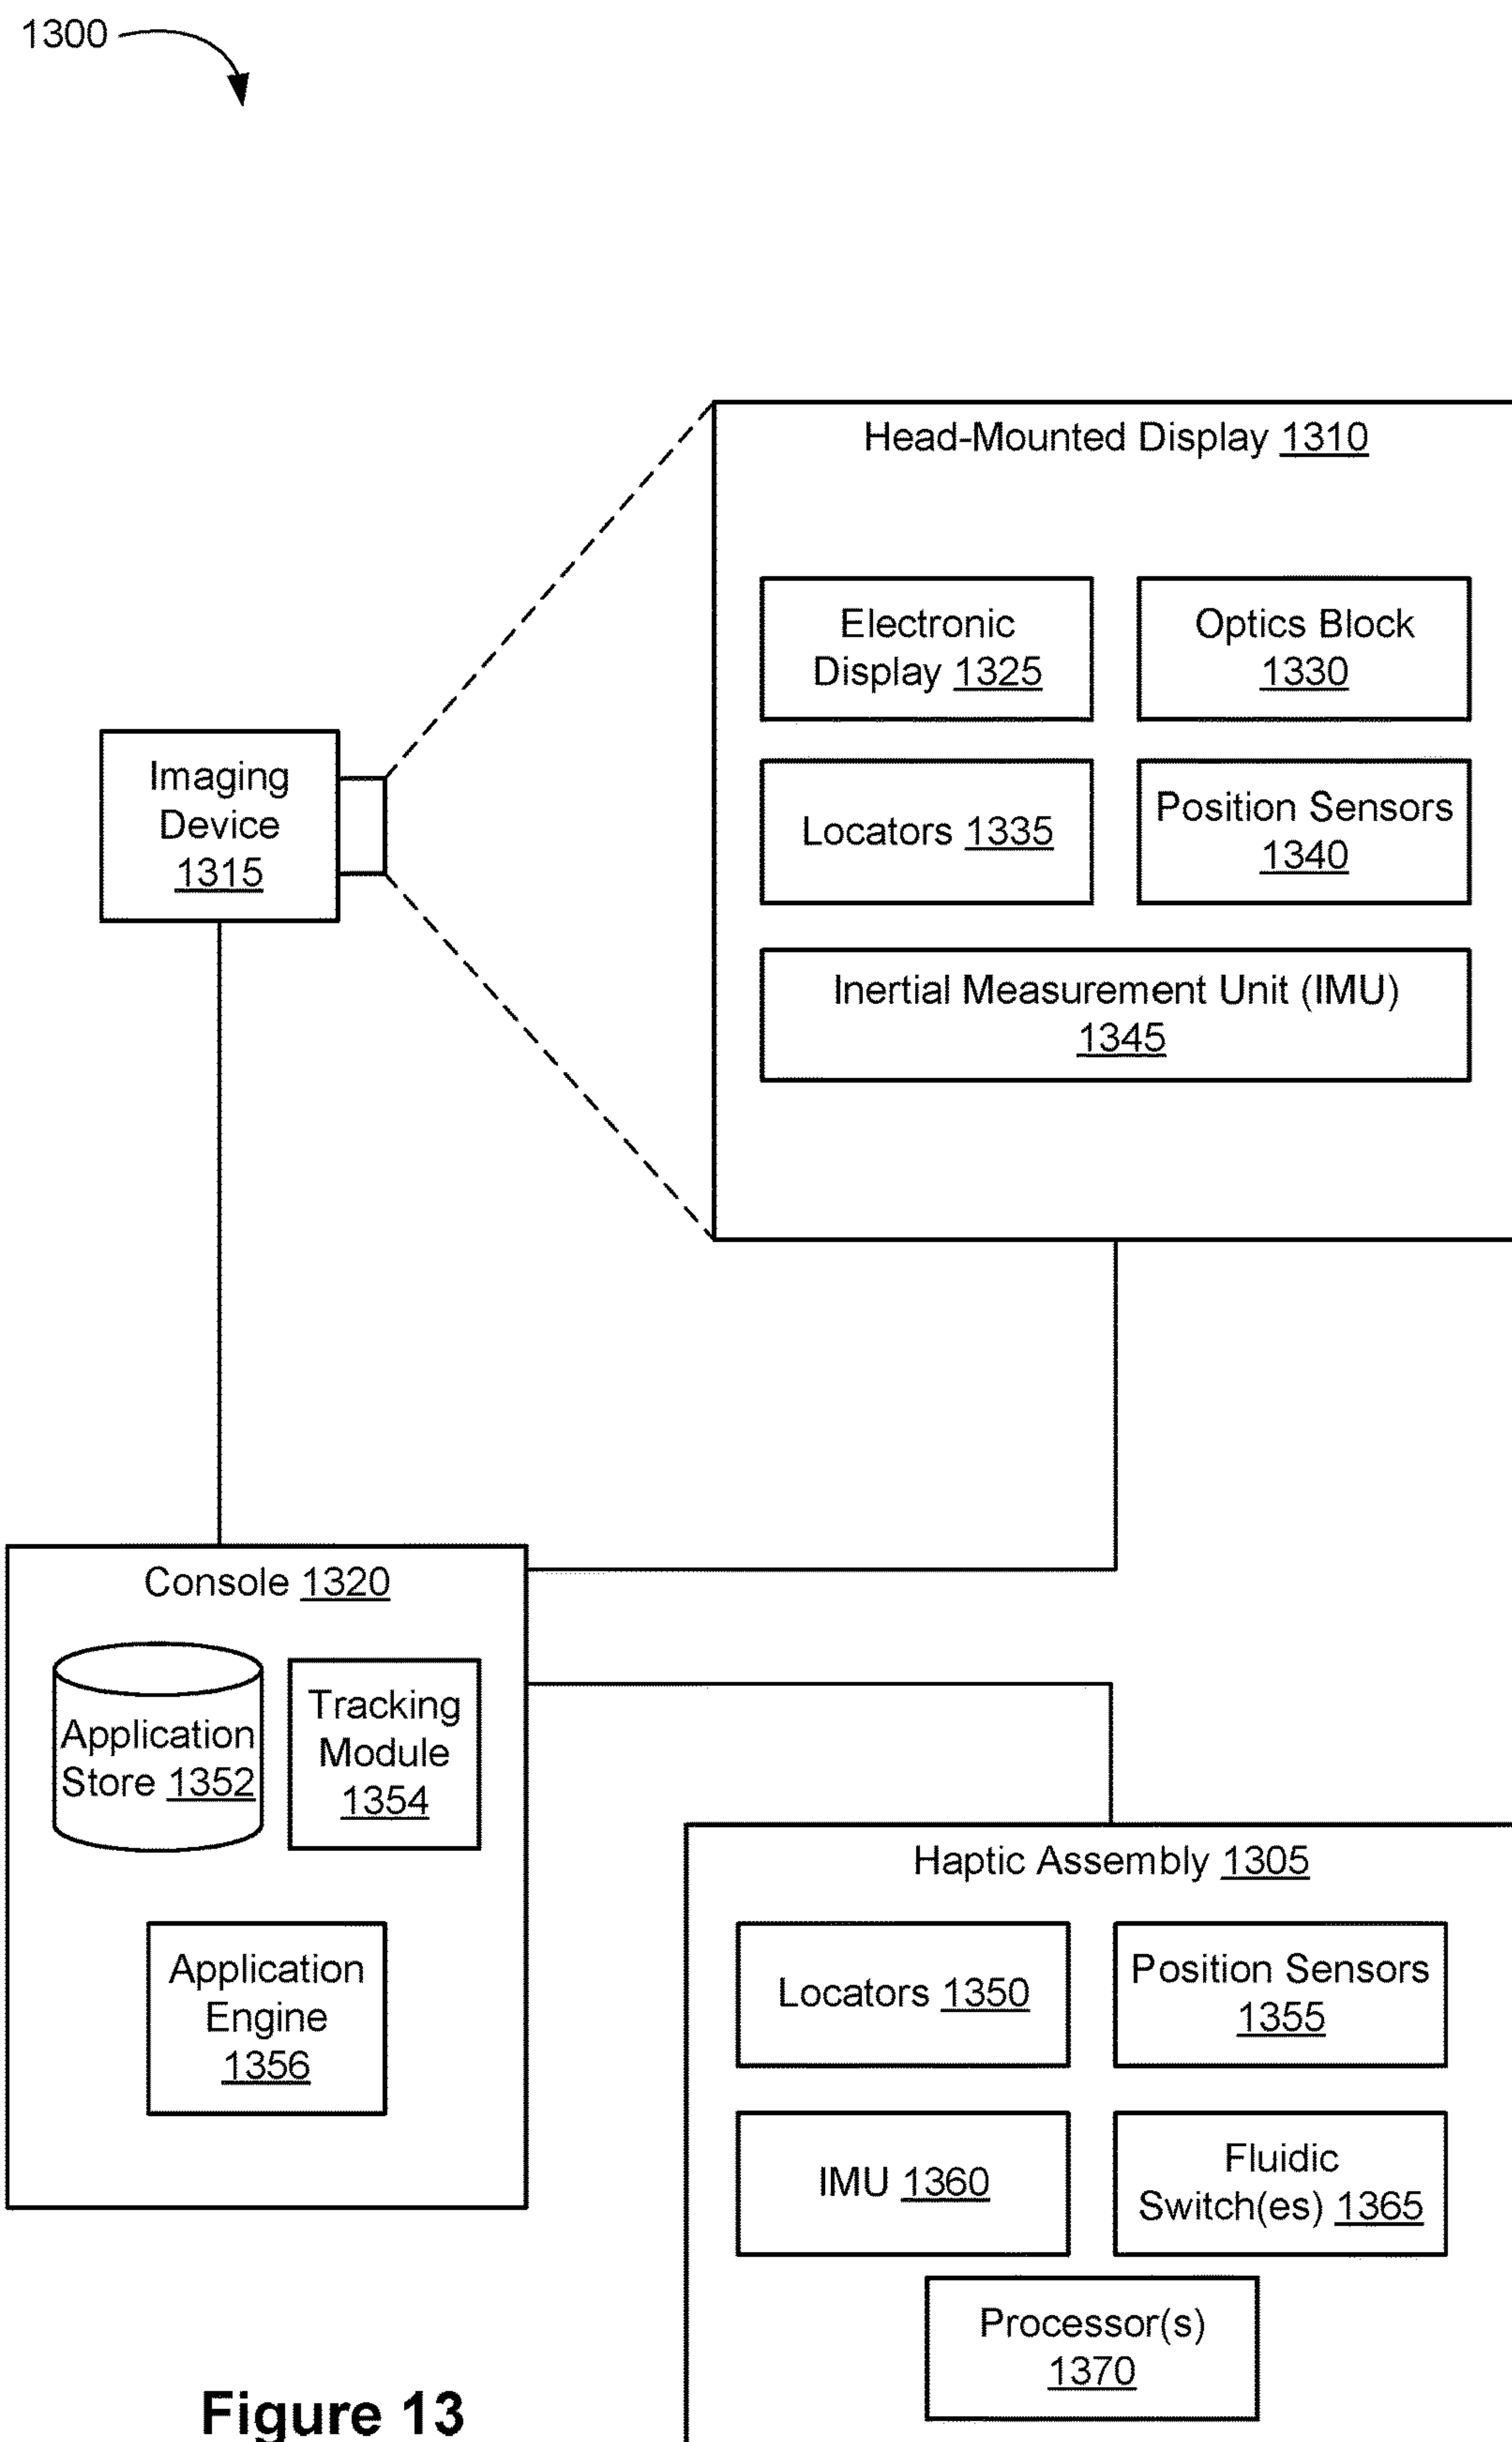 1300
Head-Mounted Display 1310
Electronic
Display 1325
Optics Block
1330
Imaging
Device
1315
Locators 1335
Position Sensors
1340
Inertial Measurement Unit (IMU)
1345
Console 1320
Application
Store 1352
Tracking
Module
1354
Application
Engine
1356
Haptic Assembly 1305
Locators 1350
Position Sensors
1355
IMU 1360
Fluidic
Switch(es) 1365
Processor(s)
1370
Figure 13